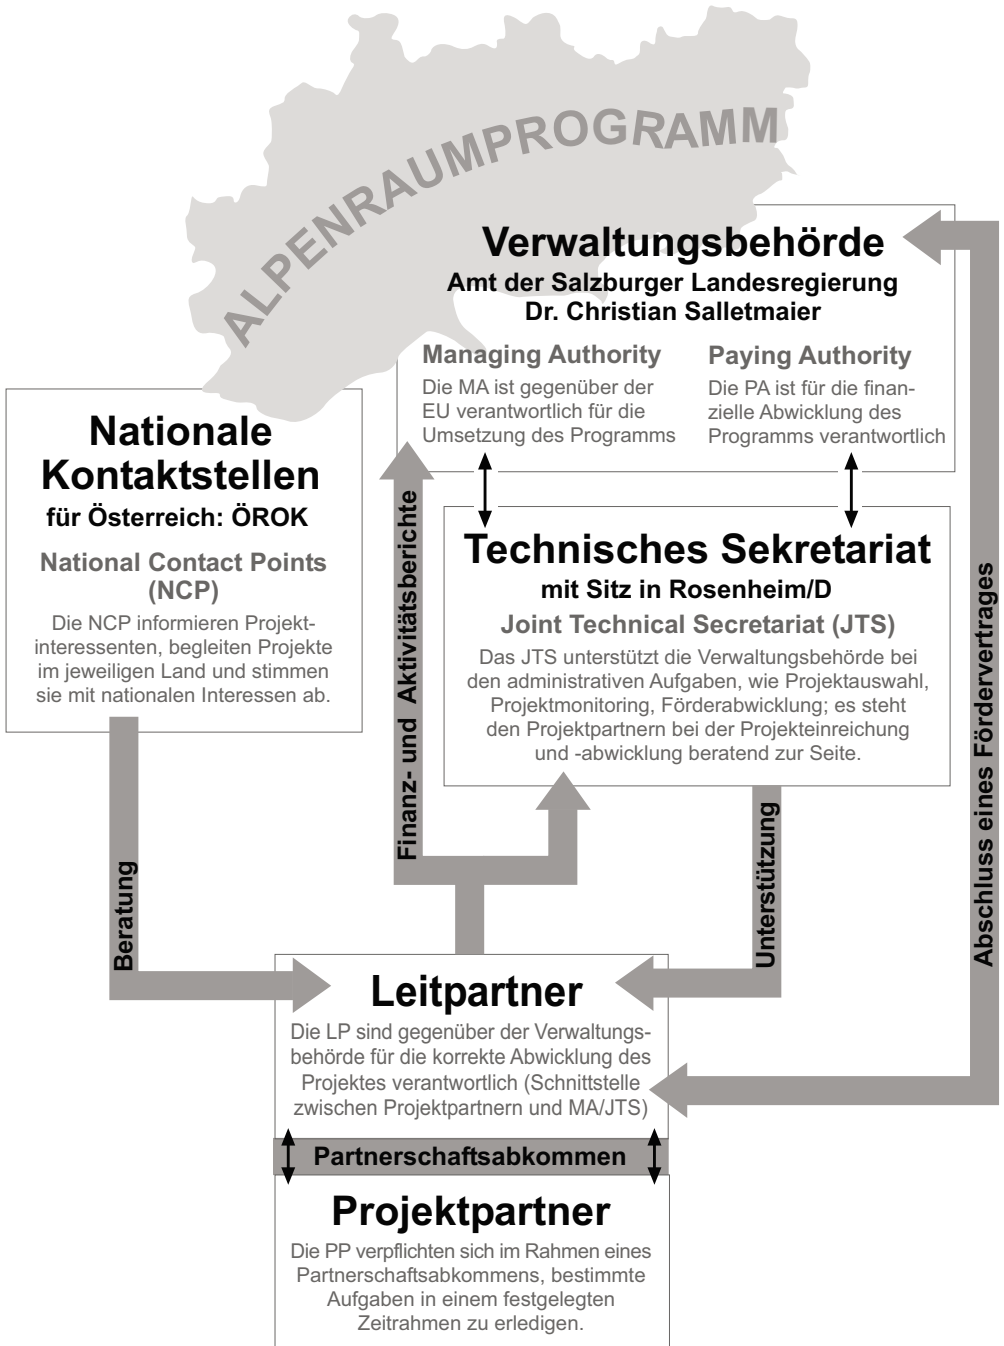 ALPENRAUMPROGRAMM
Verwaltungsbehörde
Amt der Salzburger Landesregierung
Dr. Christian Salletmaier
Managing Authority
Die MA ist gegenüber der
EU verantwortlich für die
Umsetzung des Programms
Paying Authority
Die PA ist für die finan-
zielle Abwicklung des
Programms verantwortlich
Nationale
Kontaktstellen
für Österreich: ÖROK
National Contact Points
(NCP)
Die NCP informieren Projekt-
interessenten, begleiten Projekte
im jeweiligen Land und stimmen
sie mit nationalen Interessen ab.
Technisches Sekretariat
mit Sitz in Rosenheim/D
Joint Technical Secretariat (JTS)
Das JTS unterstützt die Verwaltungsbehörde bei
den administrativen Aufgaben, wie Projektauswahl,
Projektmonitoring, Förderabwicklung; es steht
den Projektpartnern bei der Projekteinreichung
und -abwicklung beratend zur Seite.
Beratung
Finanz- und Aktivitätsberichte
Unterstützung
Abschluss eines Fördervertrages
Leitpartner
Die LP sind gegenüber der Verwaltungs-
behörde für die korrekte Abwicklung des
Projektes verantwortlich (Schnittstelle
zwischen Projektpartnern und MA/JTS)
Partnerschaftsabkommen
Projektpartner
Die PP verpflichten sich im Rahmen eines
Partnerschaftsabkommens, bestimmte
Aufgaben in einem festgelegten
Zeitrahmen zu erledigen.